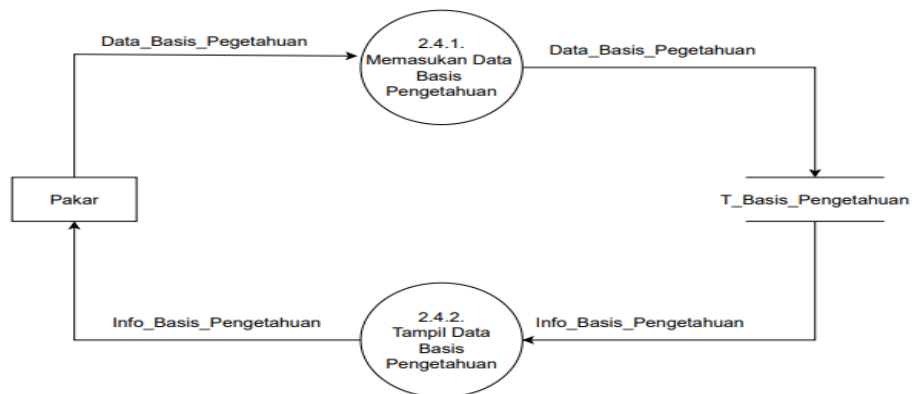 Data_Basis_Pegetahuan
2.4.1.
Memasukan Data
Basis
Pengetahuan
Data_Basis_Pegetahuan
Pakar
T_Basis_Pengetahuan
Info_Basis_Pengetahuan
2.4.2.
Tampil Data
Basis
Pengetahuan
Info_Basis_Pengetahuan